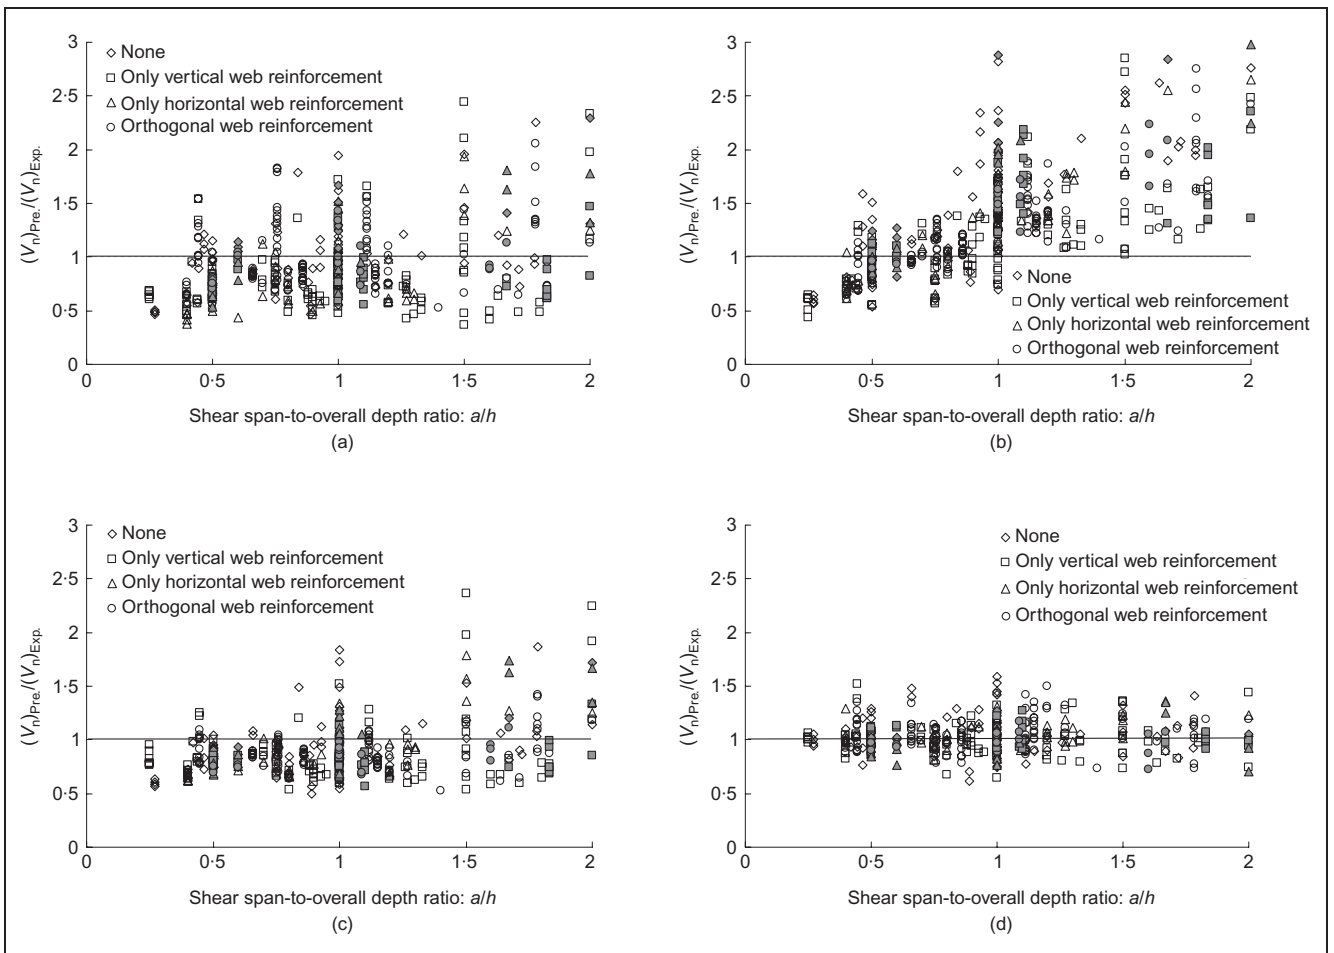 3
2·5
2
1·5
1
0·5
0
0
0·5
1
1·5
2
(Vn)Pre./(Vn)Exp.
None
Only vertical web reinforcement
Only horizontal web reinforcement
Orthogonal web reinforcement
Shear span-to-overall depth ratio: a/h
(a)
3
2·5
2
1·5
1
0·5
0
0
0·5
1
1·5
2
(Vn)Pre./(Vn)Exp.
None
Only vertical web reinforcement
Only horizontal web reinforcement
Orthogonal web reinforcement
Shear span-to-overall depth ratio: a/h
(b)
3
2·5
2
1·5
1
0·5
0
0
0·5
1
1·5
2
(Vn)Pre./(Vn)Exp.
None
Only vertical web reinforcement
Only horizontal web reinforcement
Orthogonal web reinforcement
Shear span-to-overall depth ratio: a/h
(c)
3
2·5
2
1·5
1
0·5
0
0
0·5
1
1·5
2
(Vn)Pre./(Vn)Exp.
None
Only vertical web reinforcement
Only horizontal web reinforcement
Orthogonal web reinforcement
Shear span-to-overall depth ratio: a/h
(d)